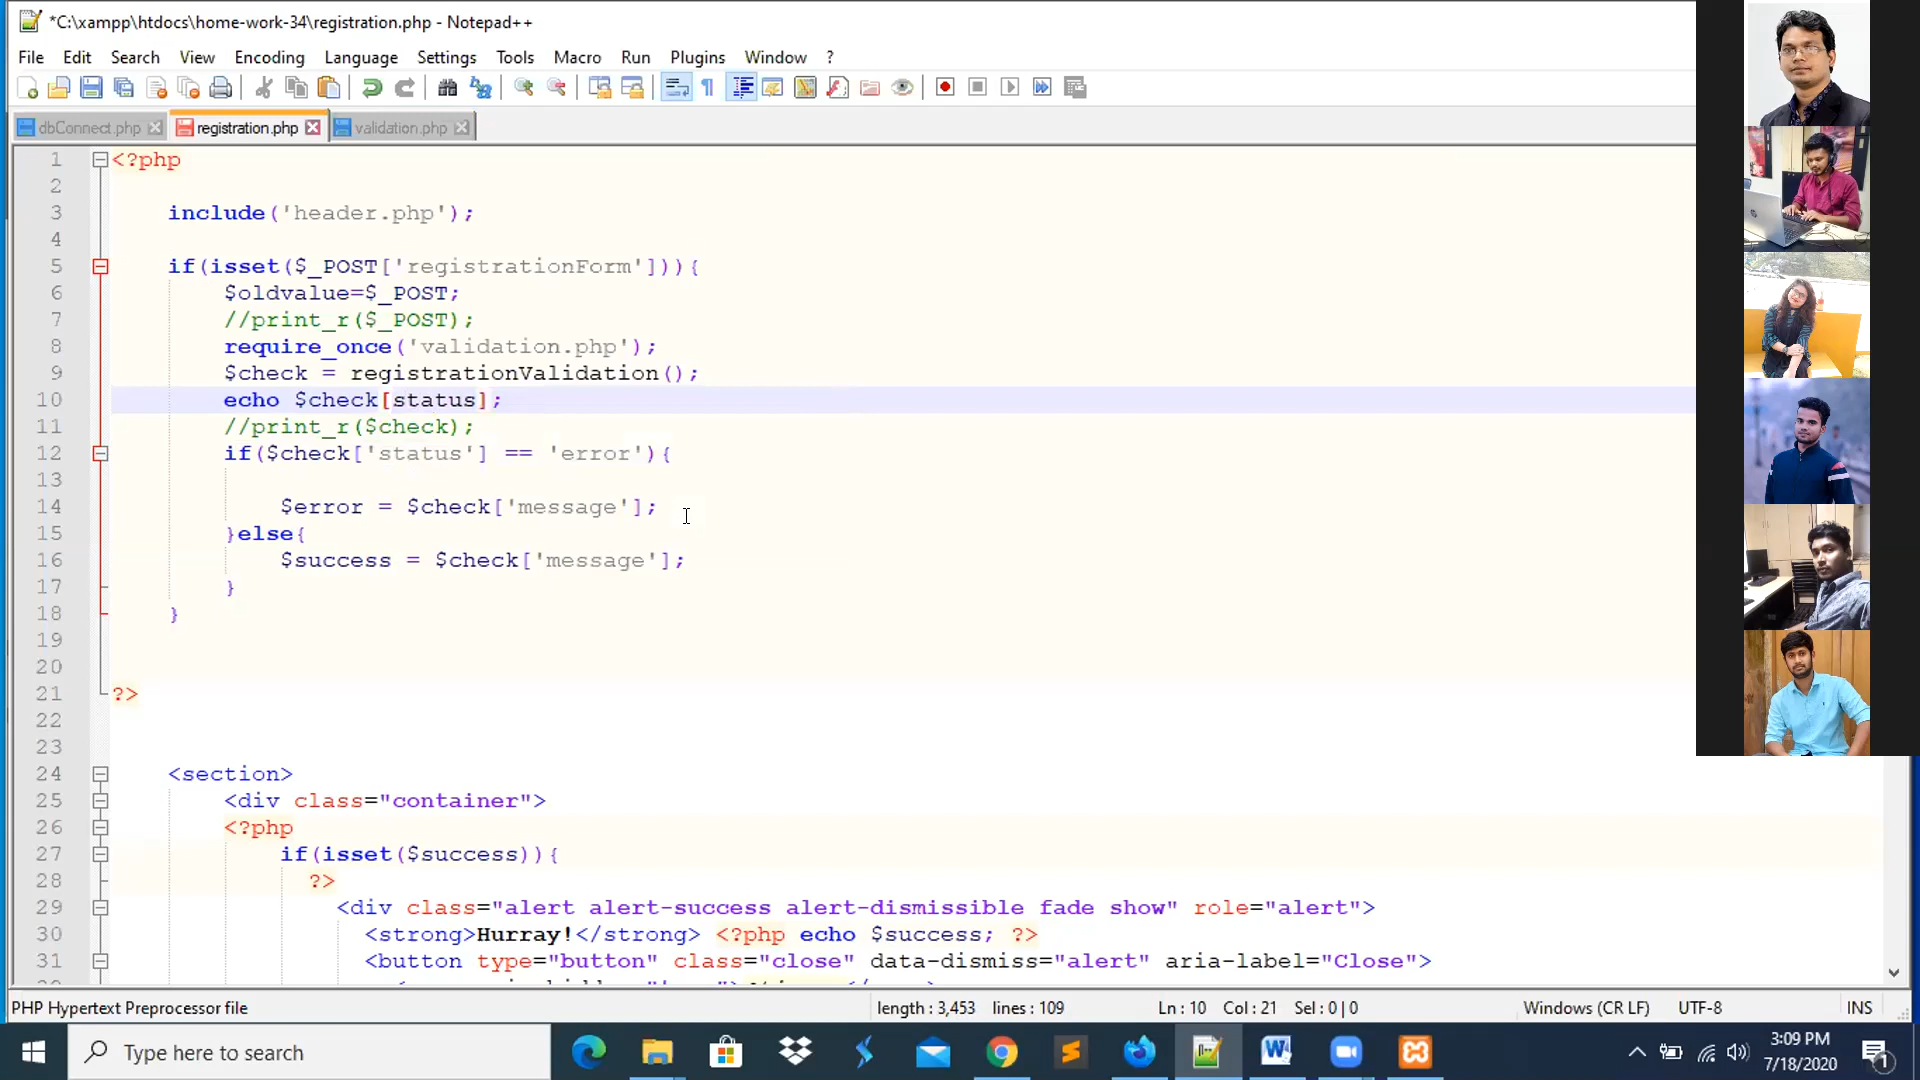 *C:\xampp\htdocs\home-work-34\registration.php - Notepad++
File Edit Search View Encoding Language Settings Tools Macro Run Plugins Window ?
dbConnect.php registration.php validation.php
1 <?php
2
3 include('header.php');
4
5 if(isset($_POST['registrationForm'])){
6 $oldvalue=$_POST;
7 //print_r($_POST);
8 require_once('validation.php');
9 $check = registrationValidation();
10 echo $check[status];
11 //print_r($check);
12 if($check['status'] == 'error'){
13
14 $error = $check['message'];
15 }else{
16 $success = $check['message'];
17 }
18 }
19
20
21 ?>
22
23
24 <section>
25 <div class="container">
26 <?php
27 if(isset($success)){
28 ?>
29 <div class="alert alert-success alert-dismissible fade show" role="alert">
30 <strong>Hurray!</strong> <?php echo $success; ?>
31 <button type="button" class="close" data-dismiss="alert" aria-label="Close">
PHP Hypertext Preprocessor file length : 3,453 lines : 109 Ln : 10 Col : 21 Sel : 0 | 0 Windows (CR LF) UTF-8 INS
Type here to search
3:09 PM
7/18/2020
1